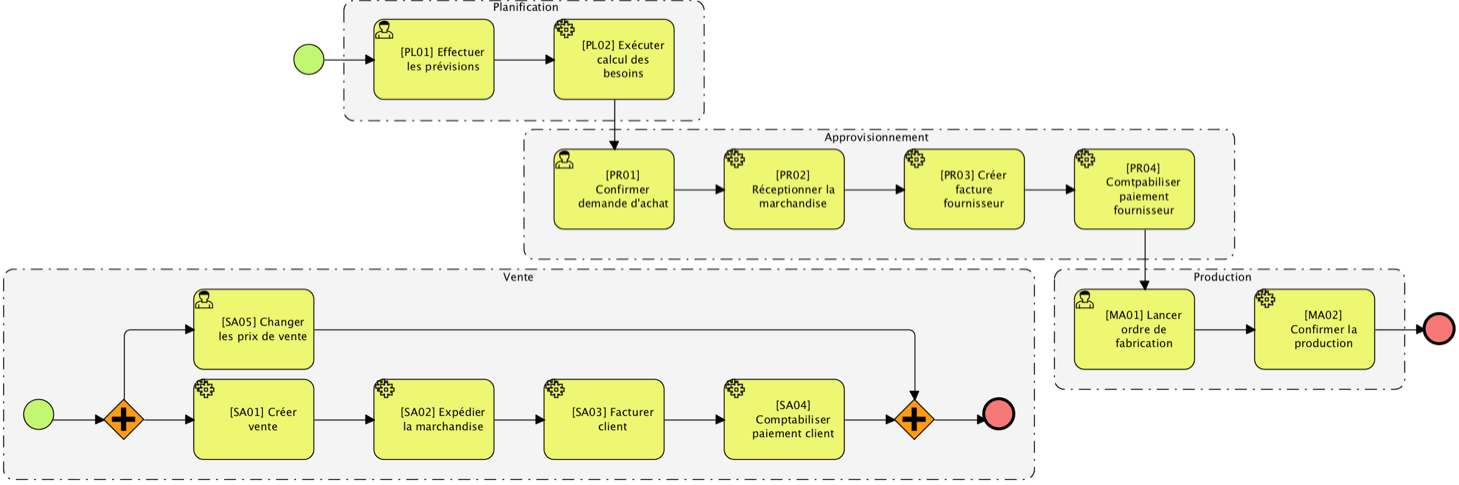 Planification
[PL01] Effectuer
les prévisions
[PL02] Exécuter
calcul des
besoins
Approvisionnement
[PR01]
Confirmer
demande d'achat
[PR02]
Réceptionner la
marchandise
[PR03] Créer
facture
fournisseur
[PR04]
Comtpabiliser
paiement
fournisseur
Vente
[SA05] Changer
les prix de vente
[SA01] Créer
vente
[SA02] Expédier
la marchandise
[SA03] Facturer
client
[SA04]
Comptabiliser
paiement client
Production
[MA01] Lancer
ordre de
fabrication
[MA02]
Confirmer la
production